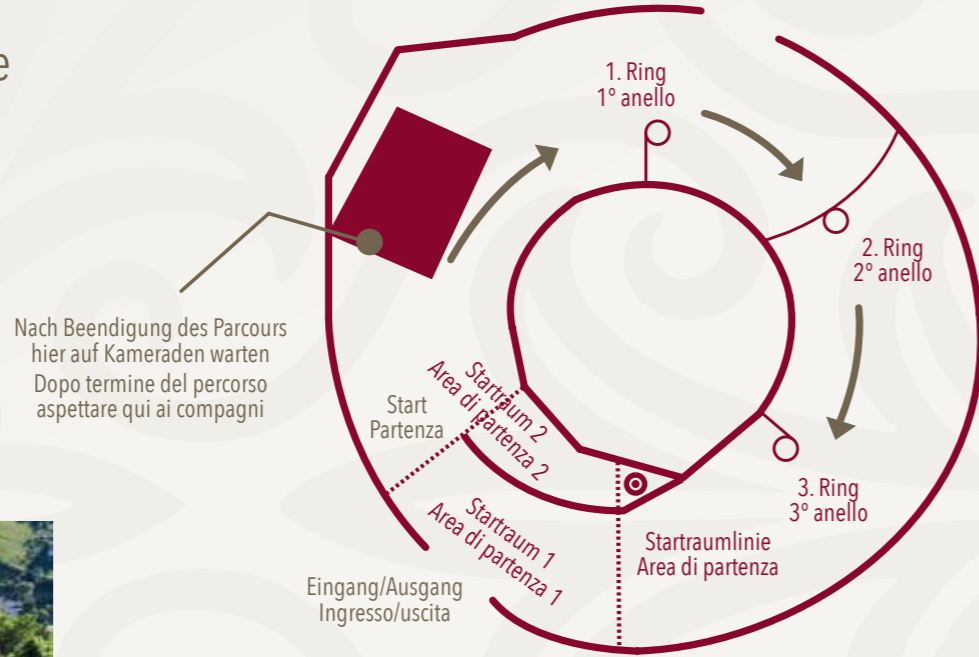 e
1. Ring
1° anello
2. Ring
2° anello
Nach Beendigung des Parcours
hier auf Kameraden warten
Dopo termine del percorso
aspettare qui ai compagni
Start
Partenza
Startraum 2
Area di partenza 2
Startraum 1
Area di partenza 1
3. Ring
3° anello
Startraumlinie
Area di partenza
Eingang/Ausgang
Ingresso/uscita